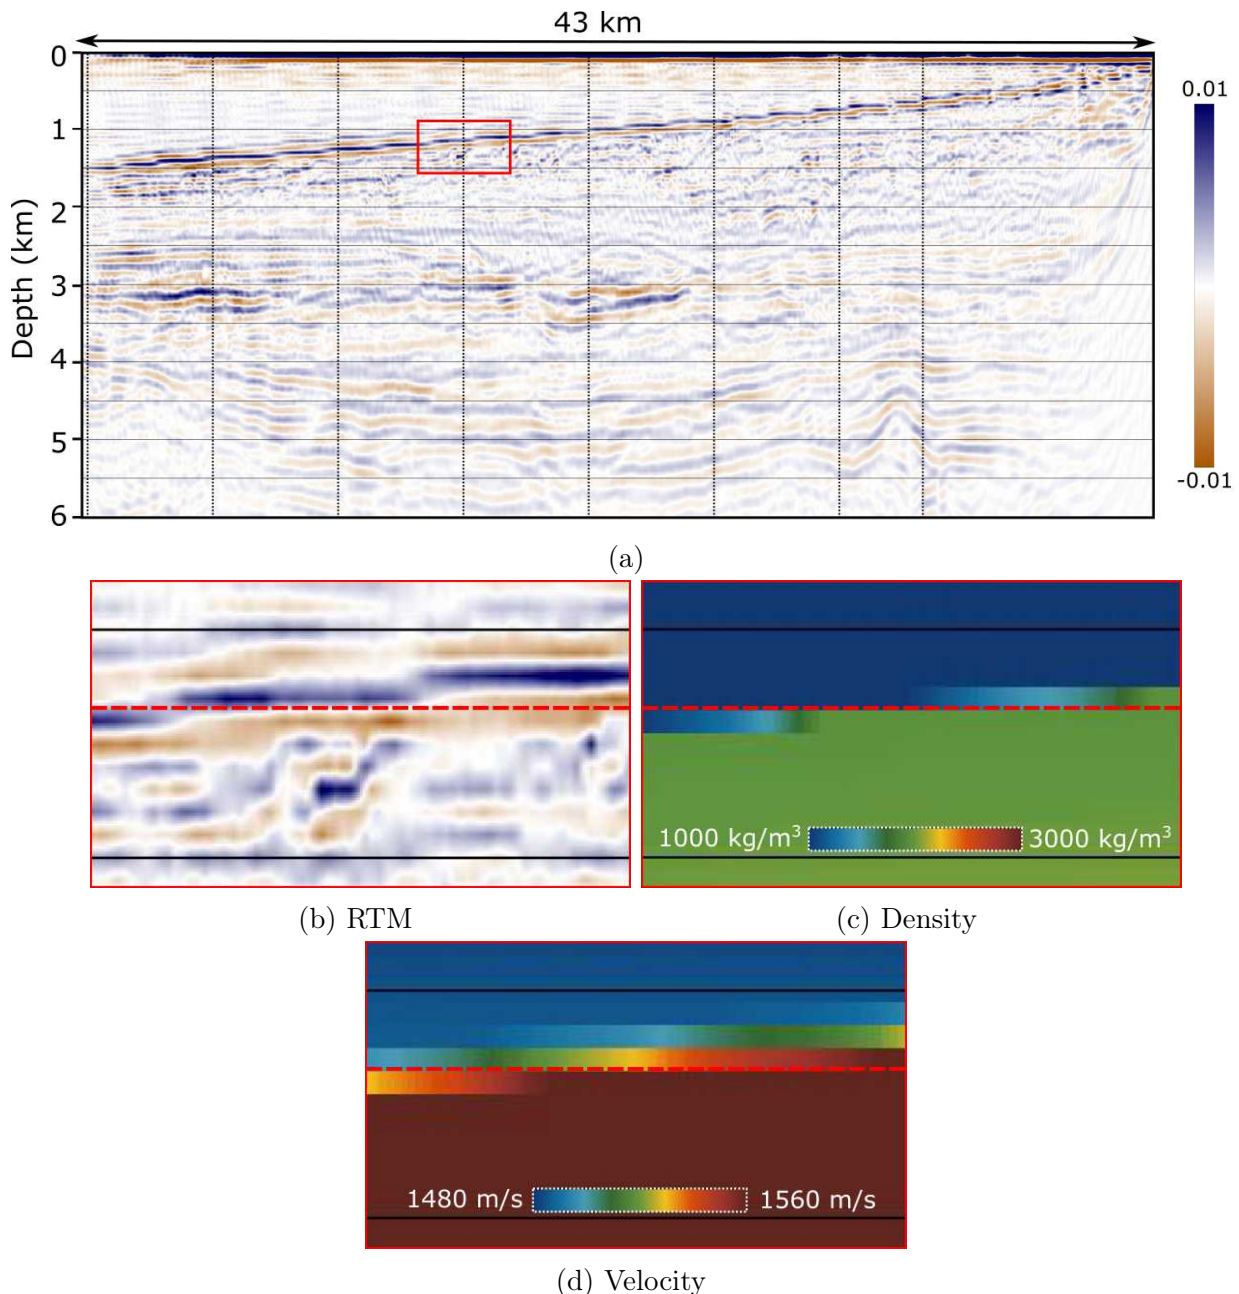 43 km
0
1
2
3
4
5
6
Depth (km)
0.01
-0.01
(a)
1000 kg/m³ 3000 kg/m³
(b) RTM
(c) Density
1480 m/s 1560 m/s
(d) Velocity